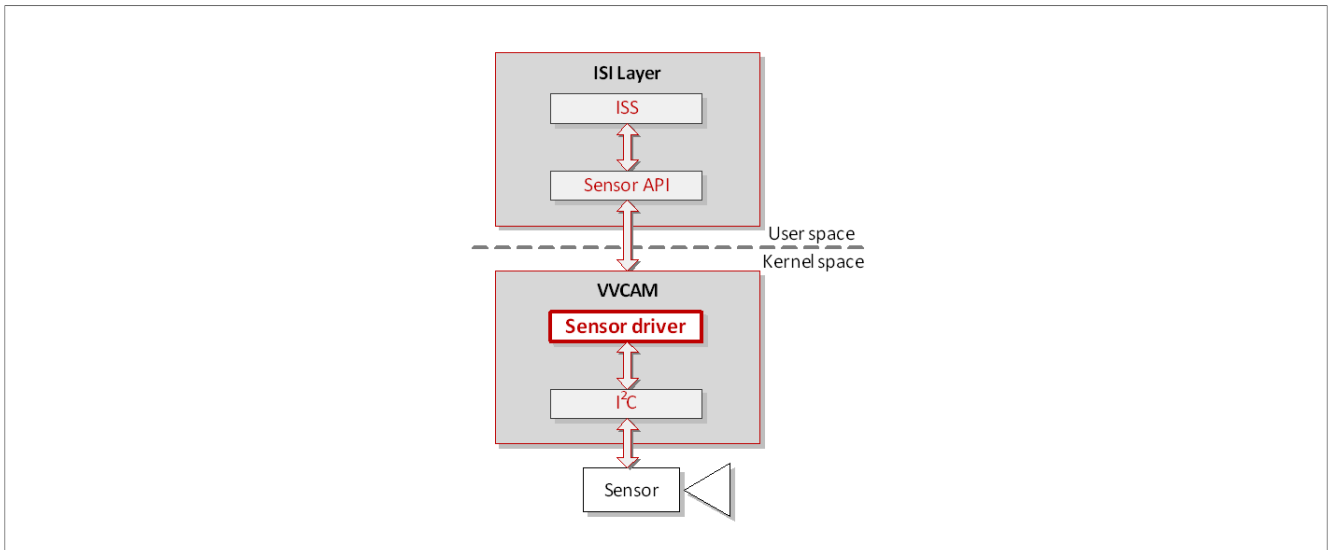 ISI Layer
ISS
Sensor API
User space
Kernel space
VVCAM
Sensor driver
I²C
Sensor